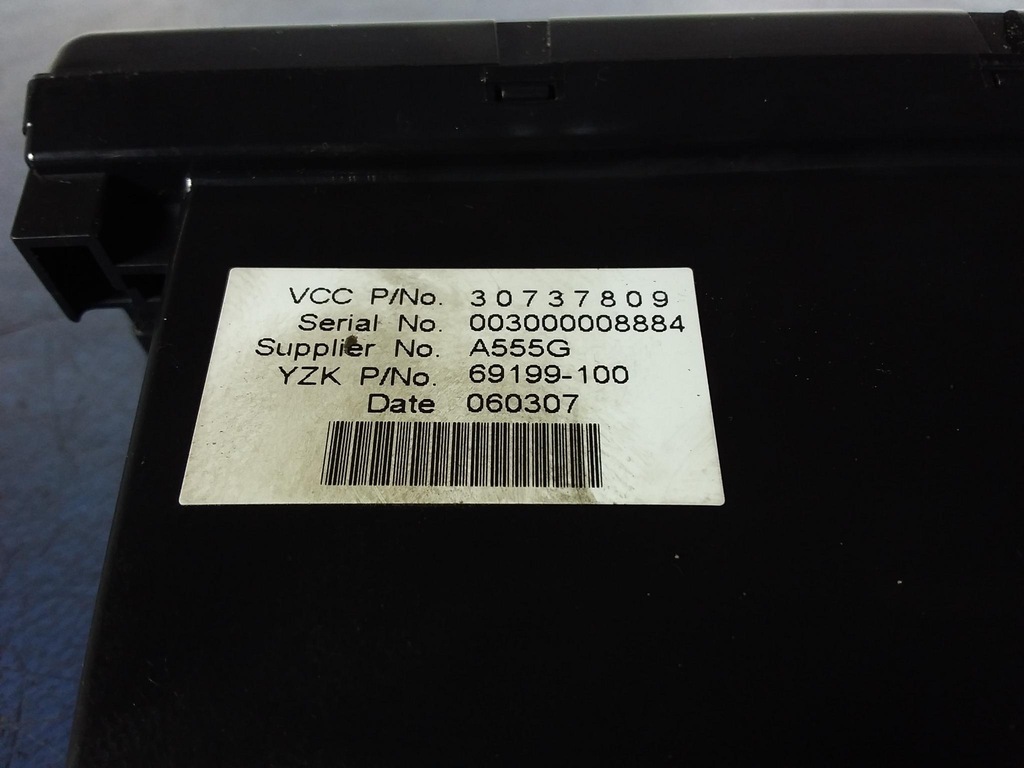 VCC P/No. 30737809
Serial No. 003000008884
Supplier No. A555G
YZK P/No. 69199-100
Date 060307